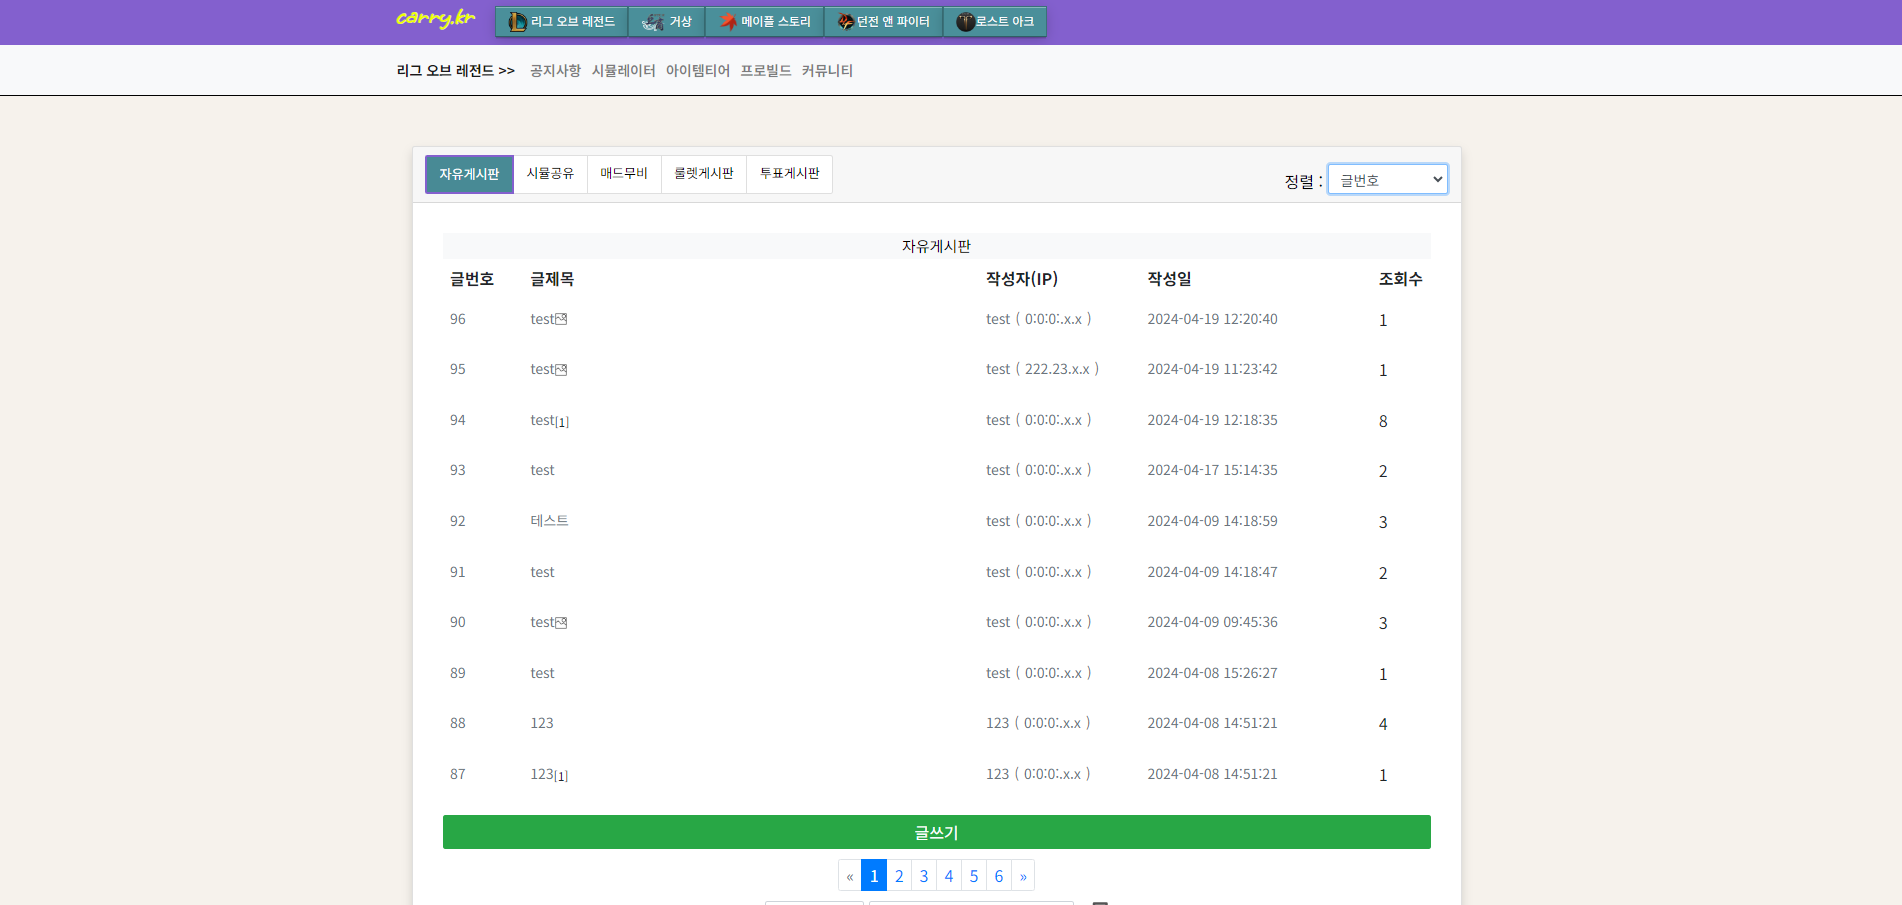 carry.kr 리그 오브 레전드 거상 메이플 스토리 던전 앤 파이터 로스트 아크
리그 오브 레전드 >> 공지사항 시뮬레이터 아이템티어 프로빌드 커뮤니티
자유게시판 시뮬공유 매드무비 룰렛게시판 투표게시판 정렬 : 글번호
자유게시판
글번호 글제목 작성자(IP) 작성일 조회수
96 test test ( 0:0:0:.x.x ) 2024-04-19 12:20:40 1
95 test test ( 222.23.x.x ) 2024-04-19 11:23:42 1
94 test[1] test ( 0:0:0:.x.x ) 2024-04-19 12:18:35 8
93 test test ( 0:0:0:.x.x ) 2024-04-17 15:14:35 2
92 테스트 test ( 0:0:0:.x.x ) 2024-04-09 14:18:59 3
91 test test ( 0:0:0:.x.x ) 2024-04-09 14:18:47 2
90 test test ( 0:0:0:.x.x ) 2024-04-09 09:45:36 3
89 test test ( 0:0:0:.x.x ) 2024-04-08 15:26:27 1
88 123 123 ( 0:0:0:.x.x ) 2024-04-08 14:51:21 4
87 123[1] 123 ( 0:0:0:.x.x ) 2024-04-08 14:51:21 1
글쓰기
« 1 2 3 4 5 6 »